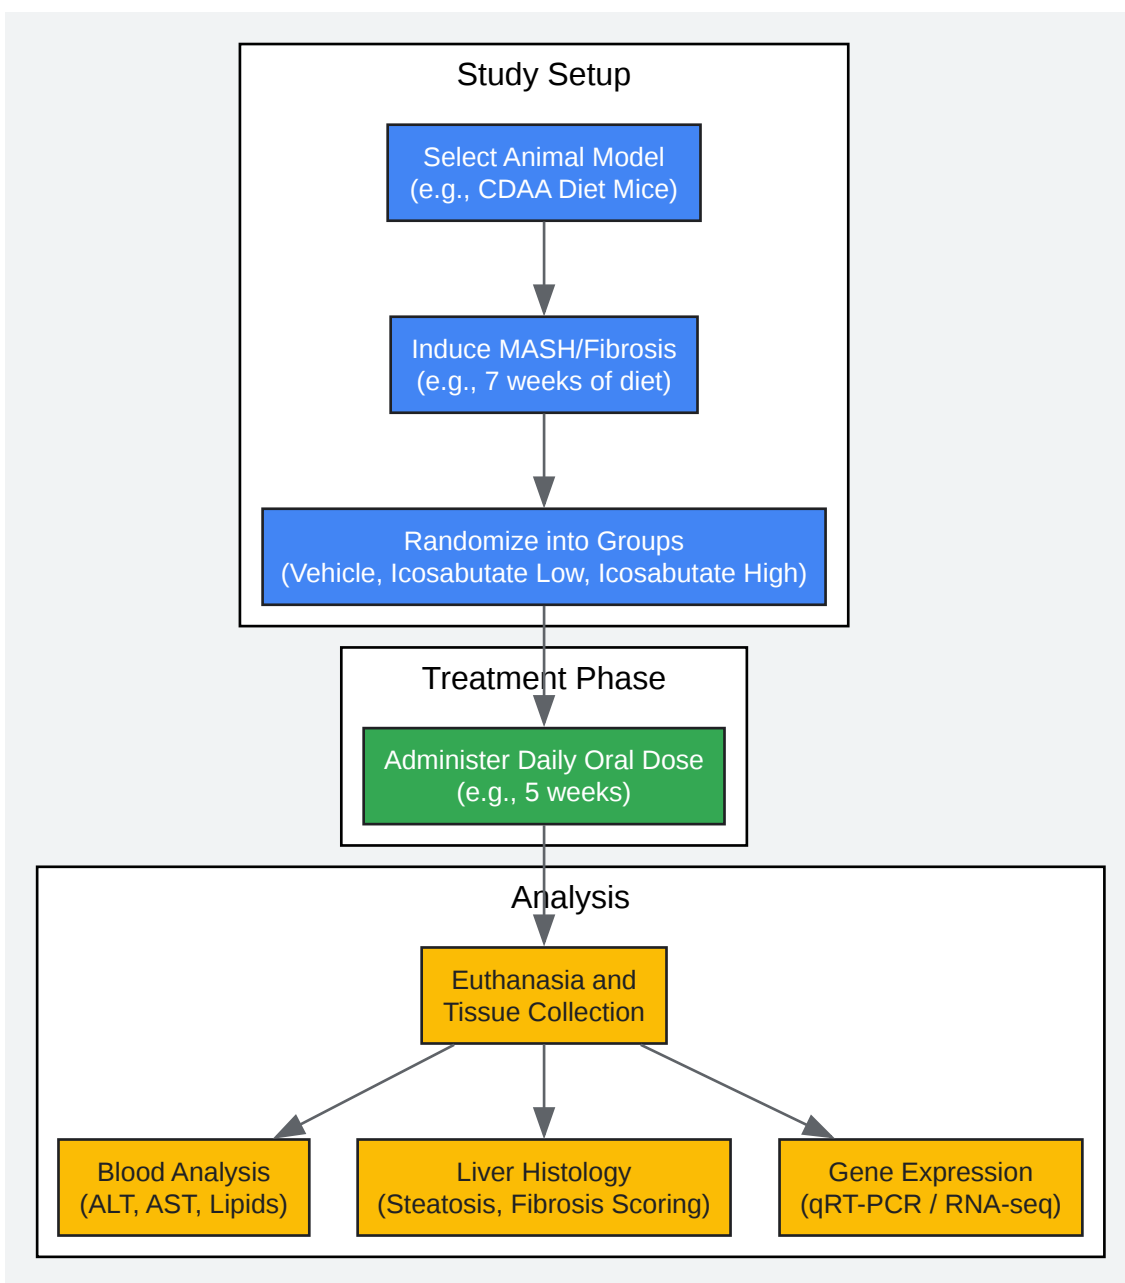 Study Setup
Select Animal Model
(e.g., CDAA Diet Mice)
Induce MASH/Fibrosis
(e.g., 7 weeks of diet)
Randomize into Groups
(Vehicle, Icosabutate Low, Icosabutate High)
Treatment Phase
Administer Daily Oral Dose
(e.g., 5 weeks)
Analysis
Euthanasia and
Tissue Collection
Blood Analysis
(ALT, AST, Lipids)
Liver Histology
(Steatosis, Fibrosis Scoring)
Gene Expression
(qRT-PCR / RNA-seq)